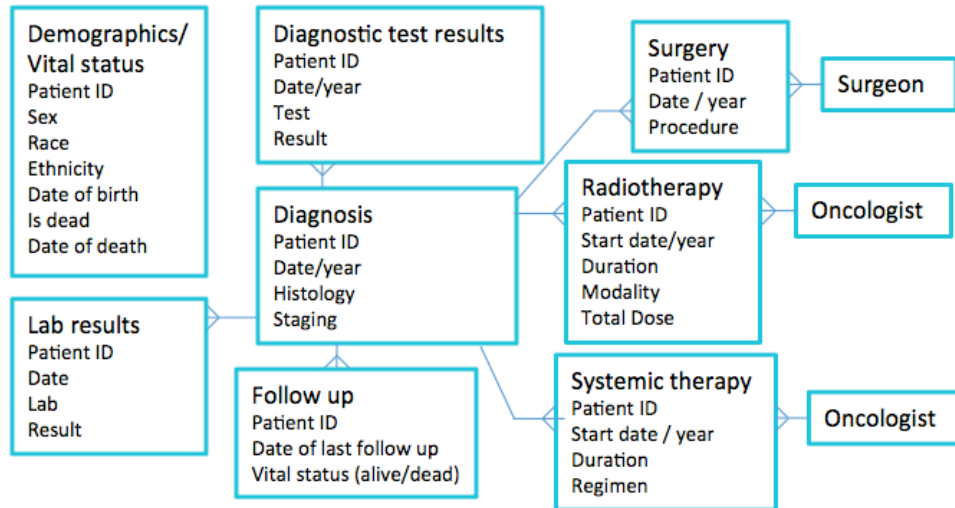 Demographics/
Vital status
Patient ID
Sex
Race
Ethnicity
Date of birth
Is dead
Date of death
Diagnostic test results
Patient ID
Date/year
Test
Result
Surgery
Patient ID
Date / year
Procedure
Surgeon
Diagnosis
Patient ID
Date/year
Histology
Staging
Radiotherapy
Patient ID
Start date/year
Duration
Modality
Total Dose
Oncologist
Lab results
Patient ID
Date
Lab
Result
Follow up
Patient ID
Date of last follow up
Vital status (alive/dead)
Systemic therapy
Patient ID
Start date / year
Duration
Regimen
Oncologist